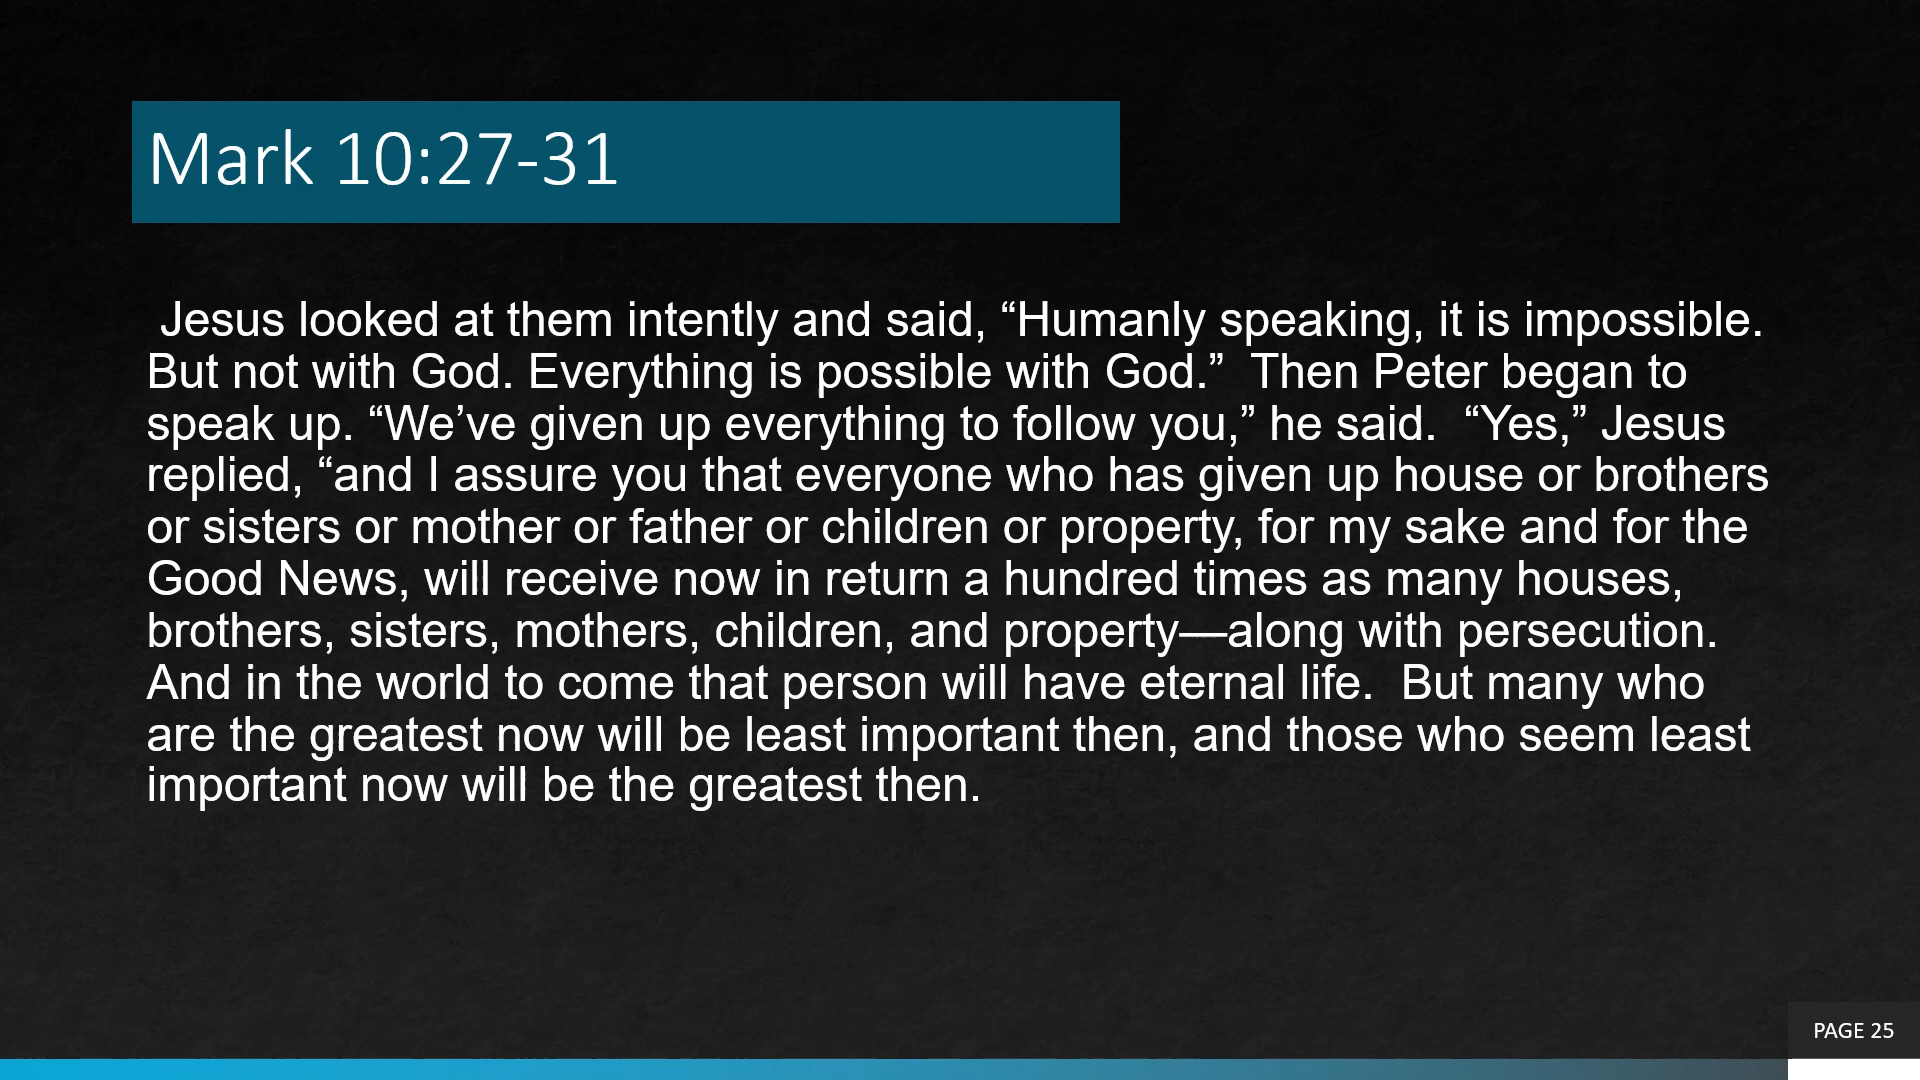 Mark 10:27-31
Jesus looked at them intently and said, “Humanly speaking, it is impossible.
But not with God. Everything is possible with God.”  Then Peter began to
speak up. “We’ve given up everything to follow you,” he said.  “Yes,” Jesus
replied, “and I assure you that everyone who has given up house or brothers
or sisters or mother or father or children or property, for my sake and for the
Good News, will receive now in return a hundred times as many houses,
brothers, sisters, mothers, children, and property—along with persecution.
And in the world to come that person will have eternal life.  But many who
are the greatest now will be least important then, and those who seem least
important now will be the greatest then.
PAGE 25